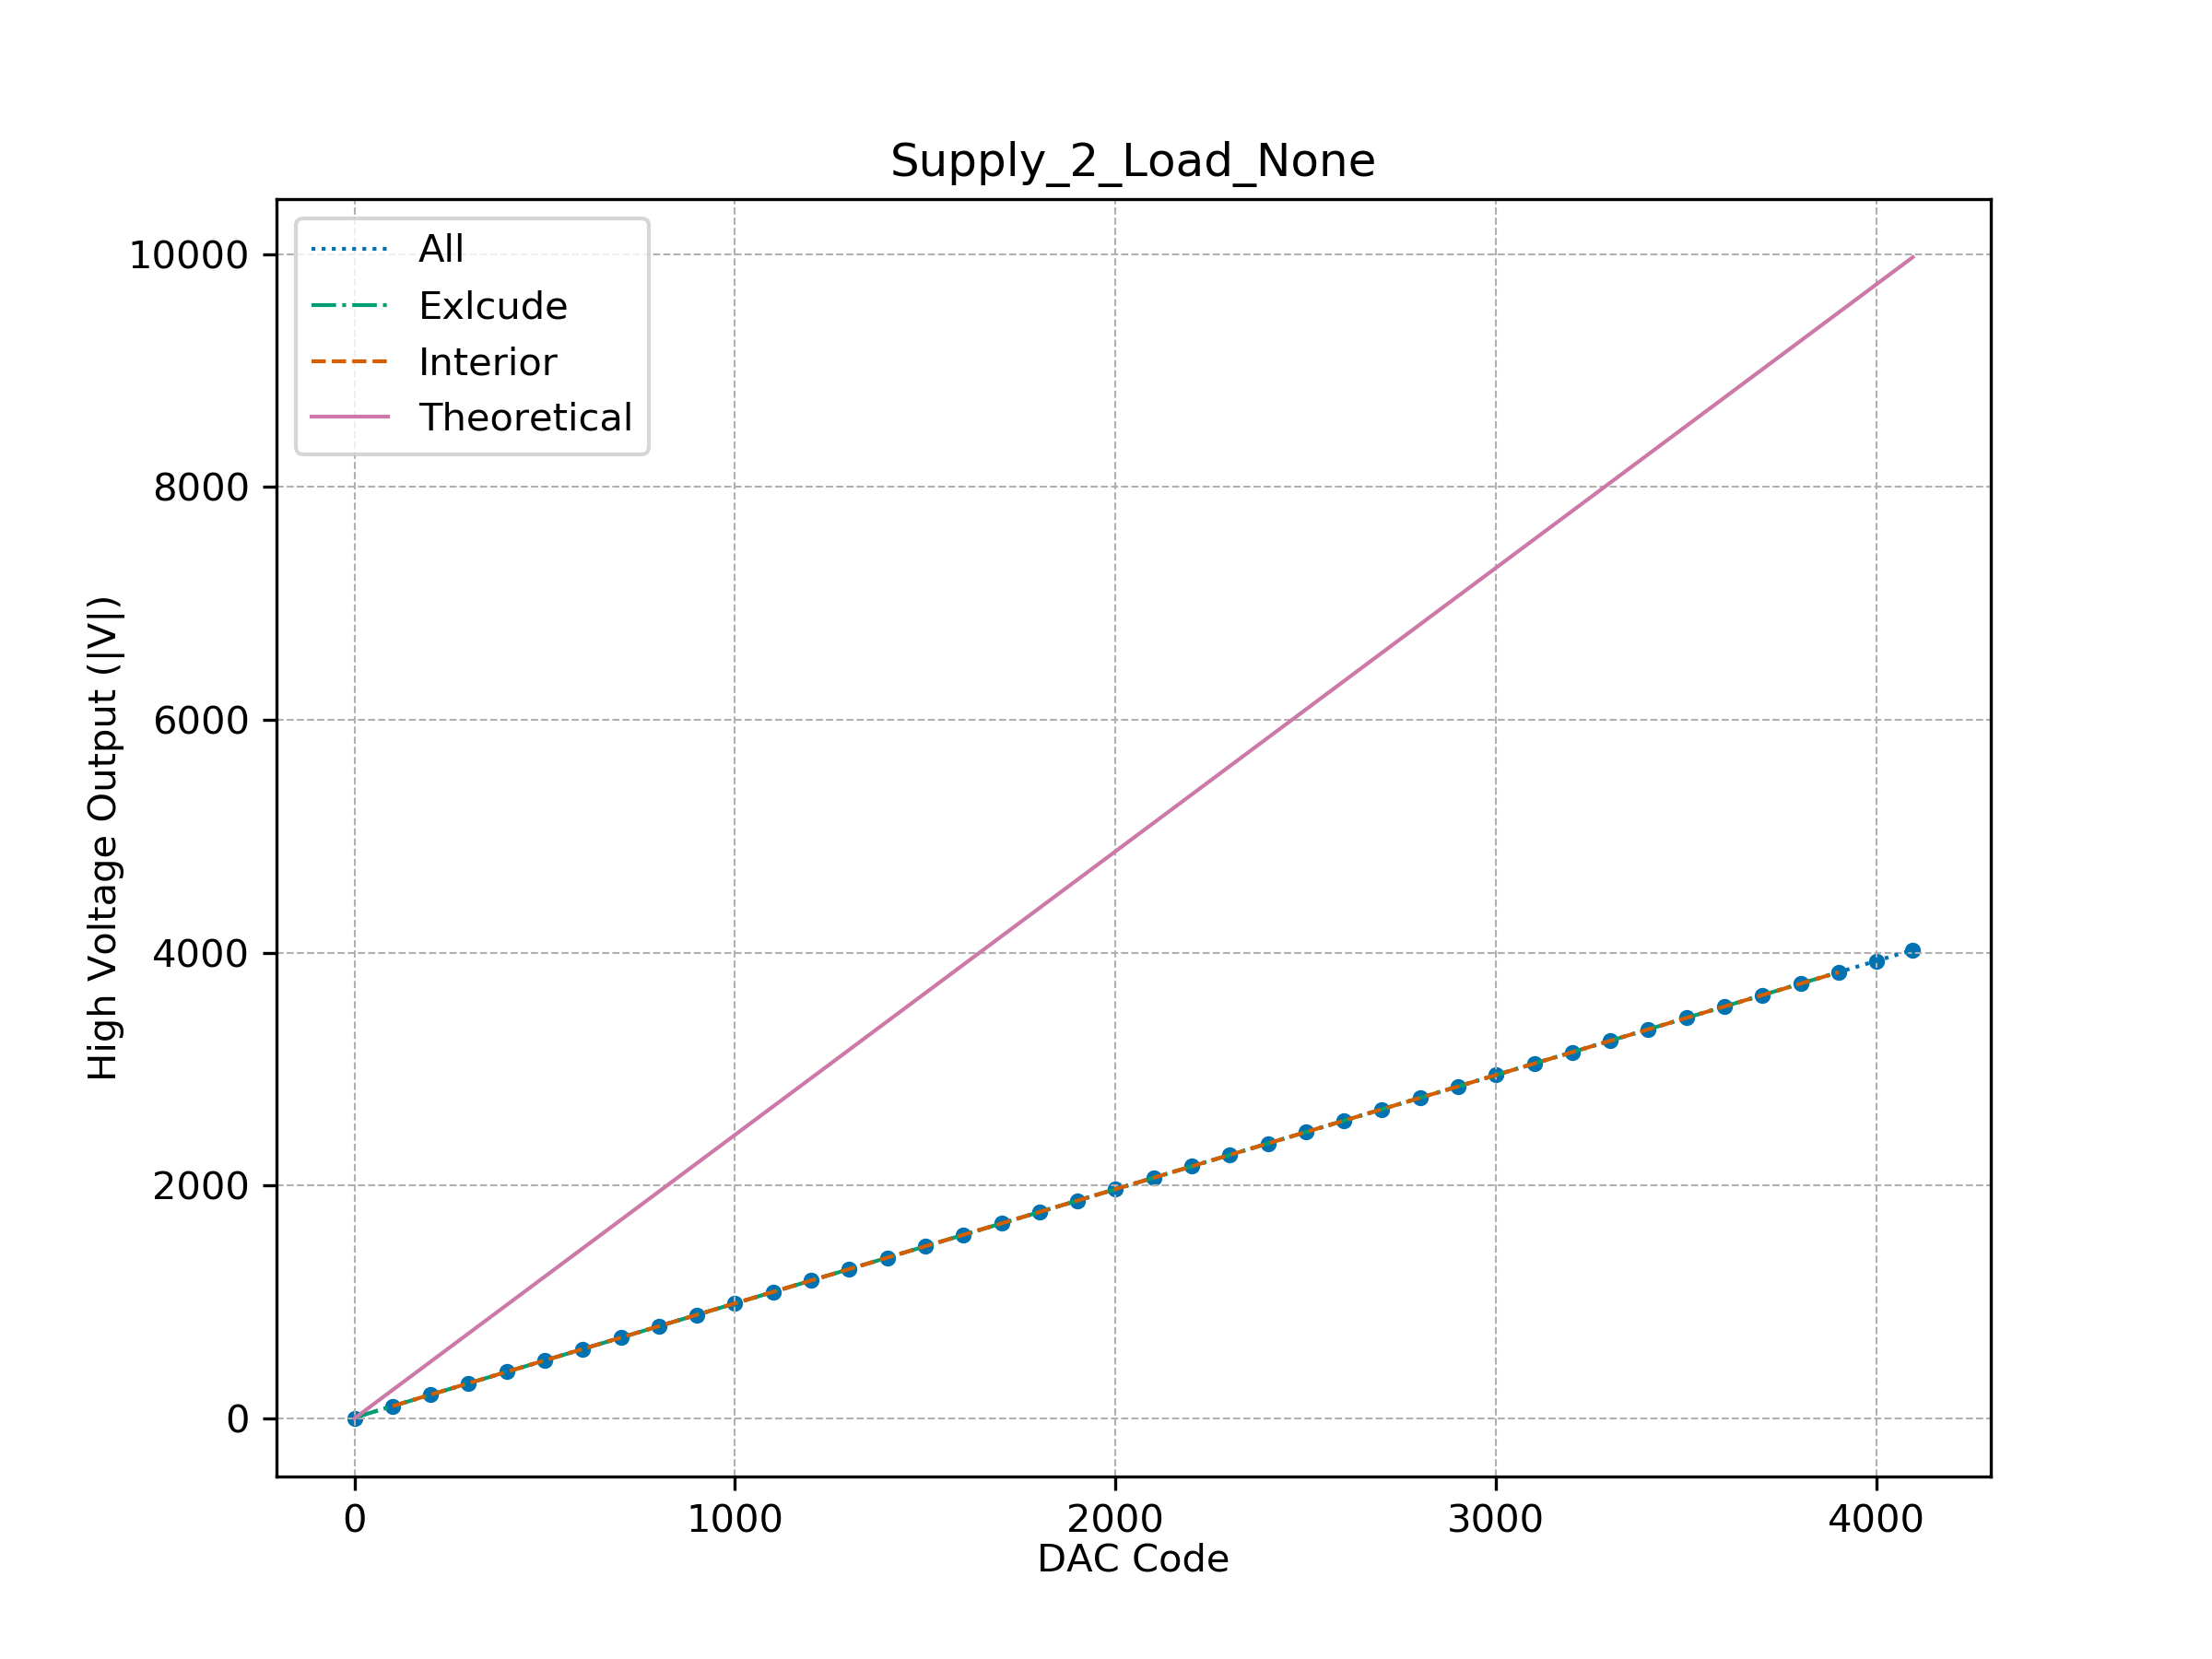 Supply_2_Load_None
All
Exlcude
Interior
Theoretical
High Voltage Output (|V|)
10000
8000
6000
4000
2000
0
0 1000 2000 3000 4000
DAC Code